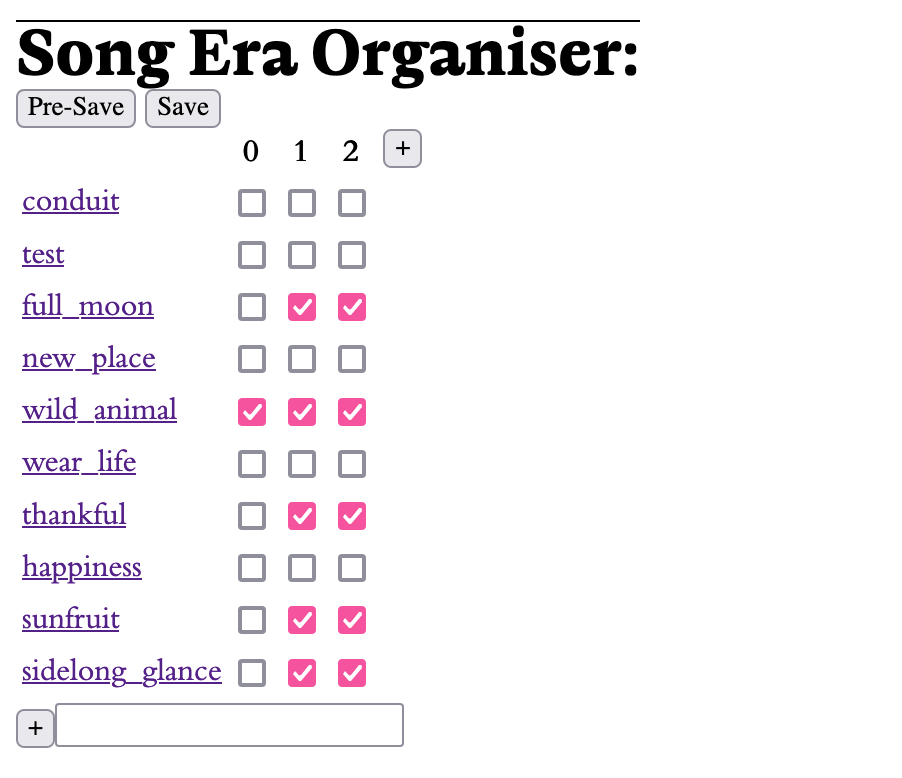 Song Era Organiser:
Pre-Save Save
0 1 2 +
conduit
test
full_moon
new_place
wild_animal
wear_life
thankful
happiness
sunfruit
sidelong_glance
+